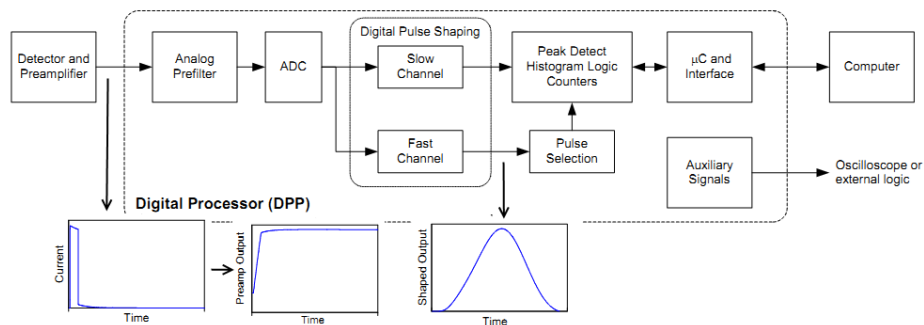 Digital Pulse Shaping
Detector and
Preamplifier
Analog
Prefilter
ADC
Slow
Channel
Peak Detect
Histogram Logic
Counters
μC and
Interface
Computer
Fast
Channel
Pulse
Selection
Auxiliary
Signals
Oscilloscope or
external logic
Digital Processor (DPP)
Current
Time
Preamp Output
Time
Shaped Output
Time